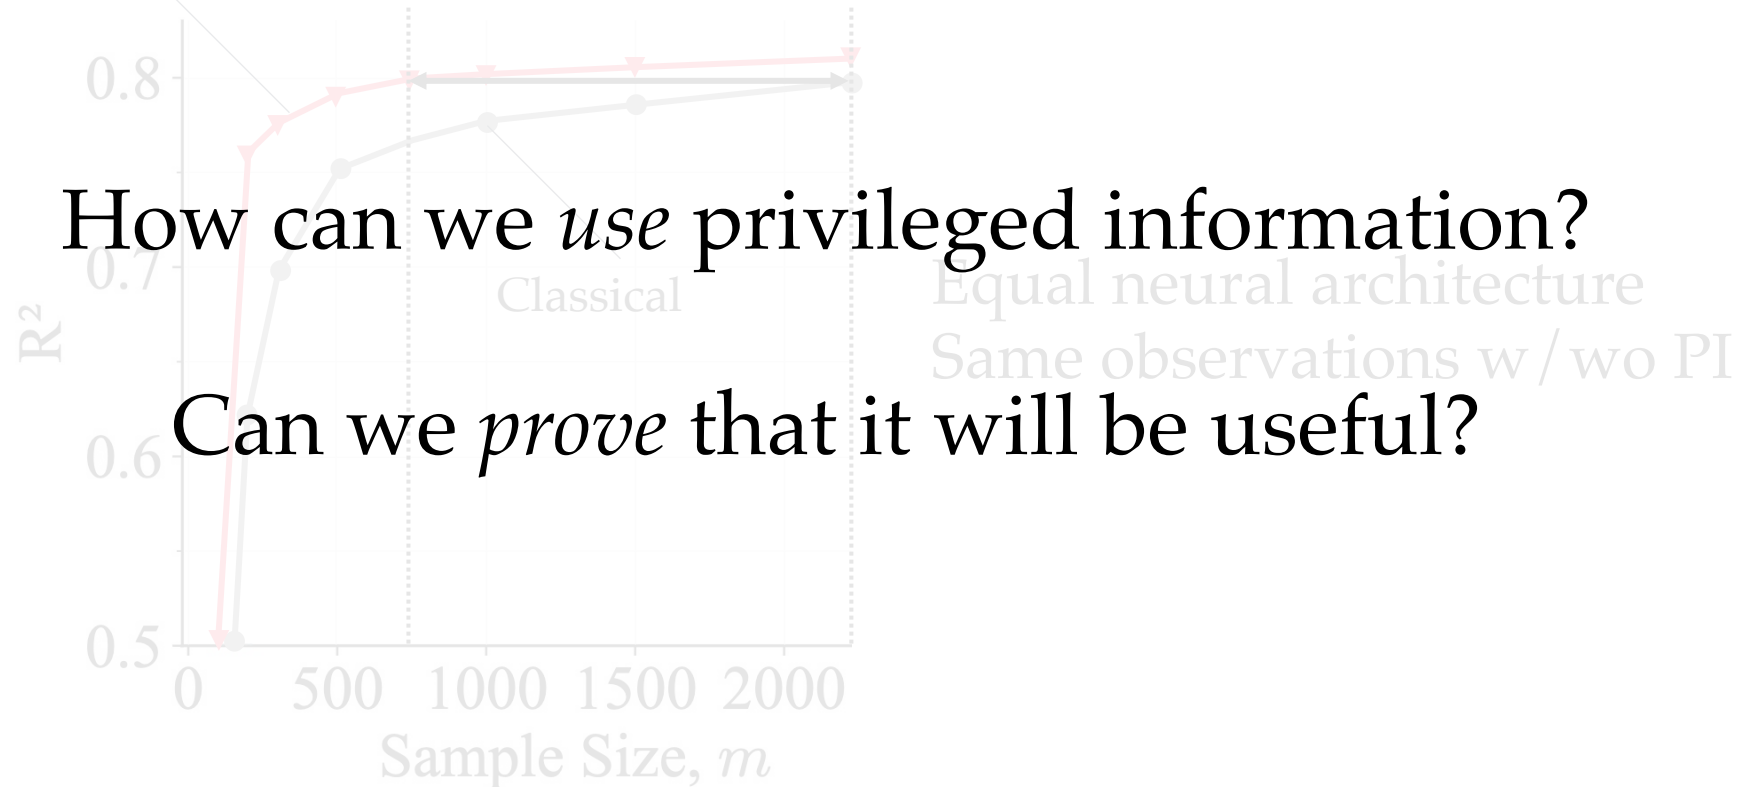 How can we use privileged information?
Can we prove that it will be useful?
Equal neural architecture
Same observations w/wo PI
Classical
R²
0.8
0.7
0.6
0.5
0 500 1000 1500 2000
Sample Size, m